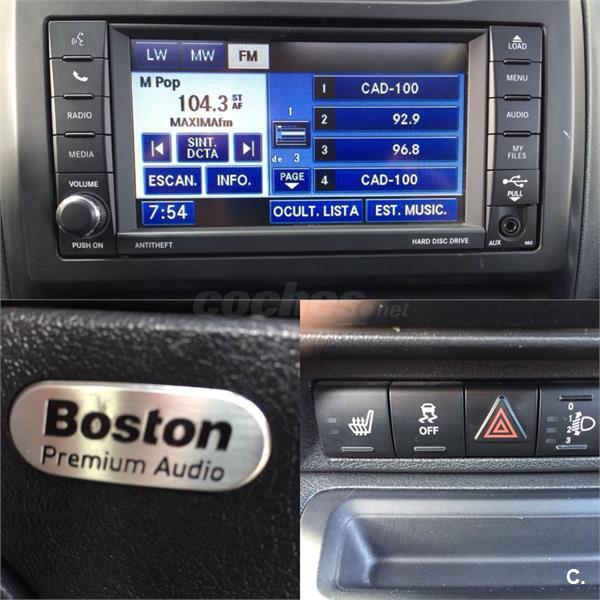 LW MW FM
LOAD
M Pop
MENU
104.3 ST AF
MAXIMAfm
1 CAD-100
2 92.9
3 96.8
4 CAD-100
1
de 3
PAGE
RADIO
AUDIO
SINT. DCTA
MEDIA
MY FILES
ESCAN. INFO.
VOLUME
PULL
7:54 OCULT. LISTA EST. MUSIC.
PUSH ON
ANTITHEFT
HARD DISC DRIVE
AUX
coches.net
Boston
Premium Audio
OFF
0
1
2
3
C.